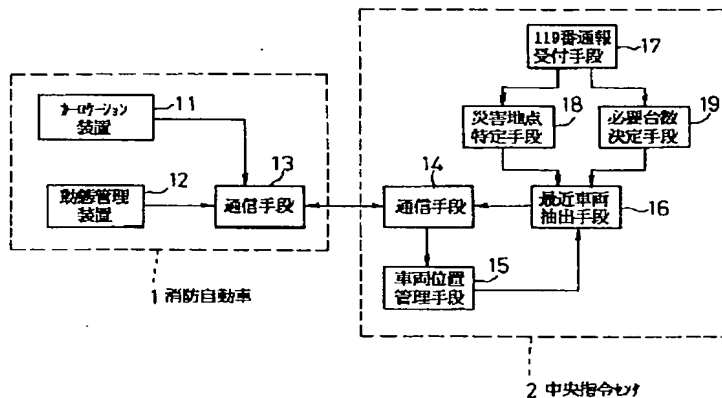 119番通報
受付手段
17
カーロケーション
装置
11
災害地点
特定手段
18
必要台数
決定手段
19
動態管理
装置
12
通信手段
13
通信手段
14
最近車両
抽出手段
16
車両位置
管理手段
15
1 消防自動車
2 中央指令センタ